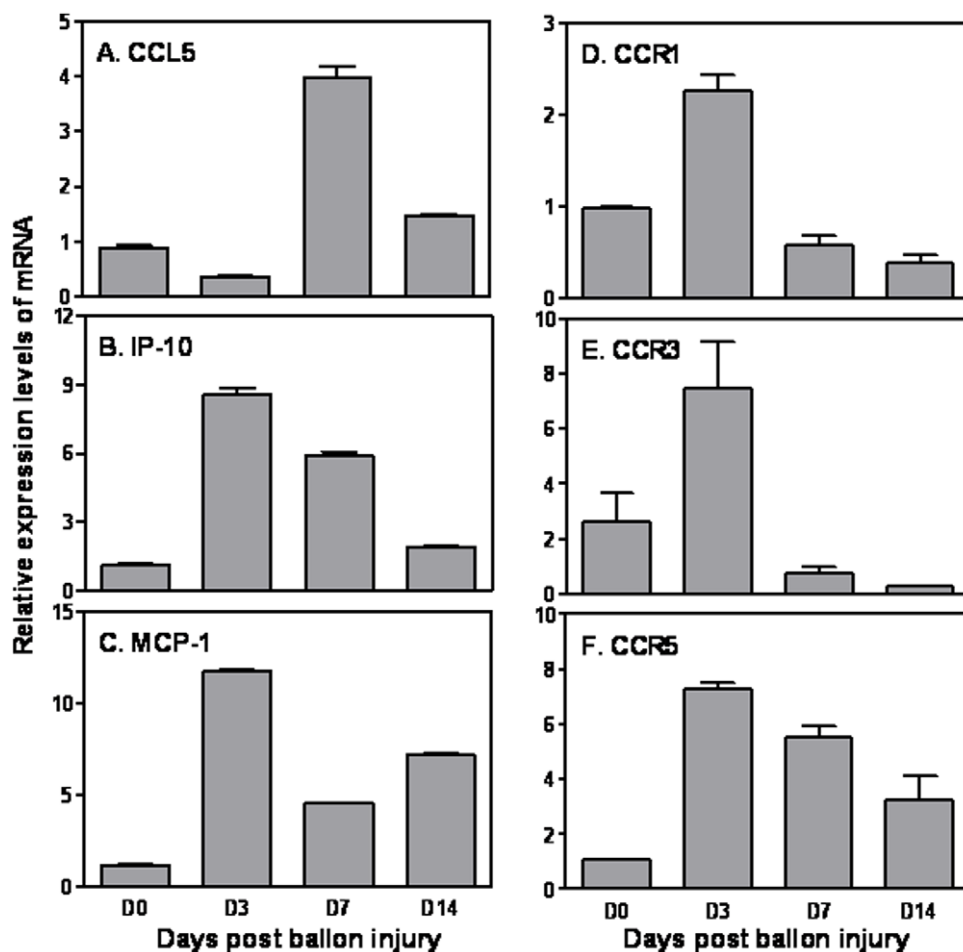 Relative expression levels of mRNA
A. CCL5
5
4
3
2
1
0
B. IP-10
12
9
6
3
0
C. MCP-1
15
10
5
0
D0 D3 D7 D14
Days post ballon injury
D. CCR1
3
2
1
0
E. CCR3
10
8
6
4
2
0
F. CCR5
10
8
6
4
2
0
D0 D3 D7 D14
Days post ballon injury